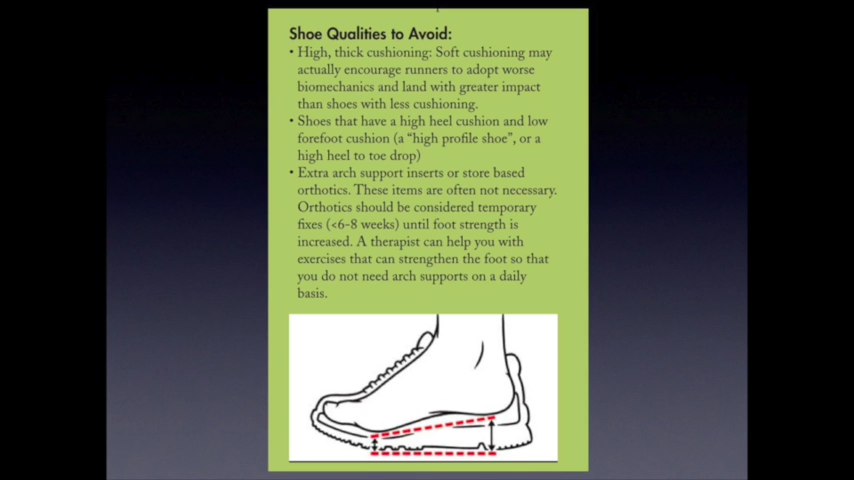 Shoe Qualities to Avoid:
• High, thick cushioning: Soft cushioning may
actually encourage runners to adopt worse
biomechanics and land with greater impact
than shoes with less cushioning.
• Shoes that have a high heel cushion and low
forefoot cushion (a “high profile shoe”, or a
high heel to toe drop)
• Extra arch support inserts or store based
orthotics. These items are often not necessary.
Orthotics should be considered temporary
fixes (<6-8 weeks) until foot strength is
increased. A therapist can help you with
exercises that can strengthen the foot so that
you do not need arch supports on a daily
basis.